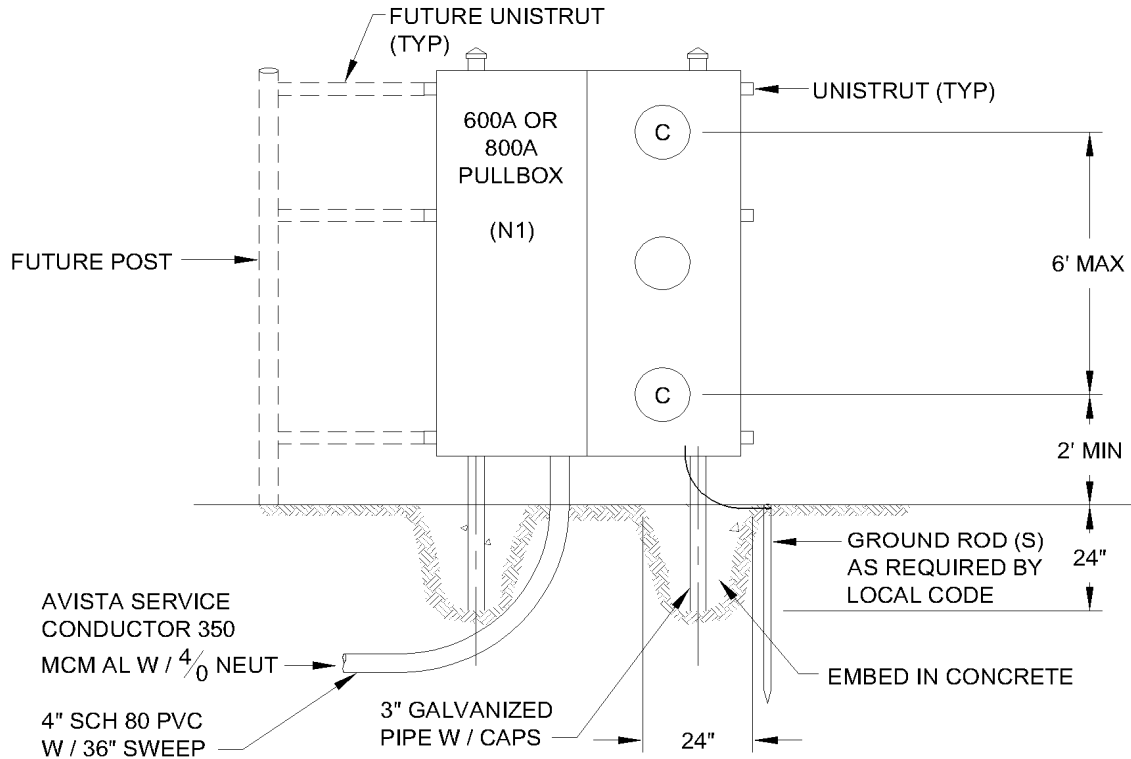 FUTURE UNISTRUT
(TYP)
UNISTRUT (TYP)
600A OR
800A
PULLBOX
(N1)
C
6' MAX
FUTURE POST
C
2' MIN
GROUND ROD (S)
AS REQUIRED BY
LOCAL CODE
24"
AVISTA SERVICE
CONDUCTOR 350
MCM AL W / 4/0 NEUT
EMBED IN CONCRETE
4" SCH 80 PVC
W / 36" SWEEP
3" GALVANIZED
PIPE W / CAPS
24"